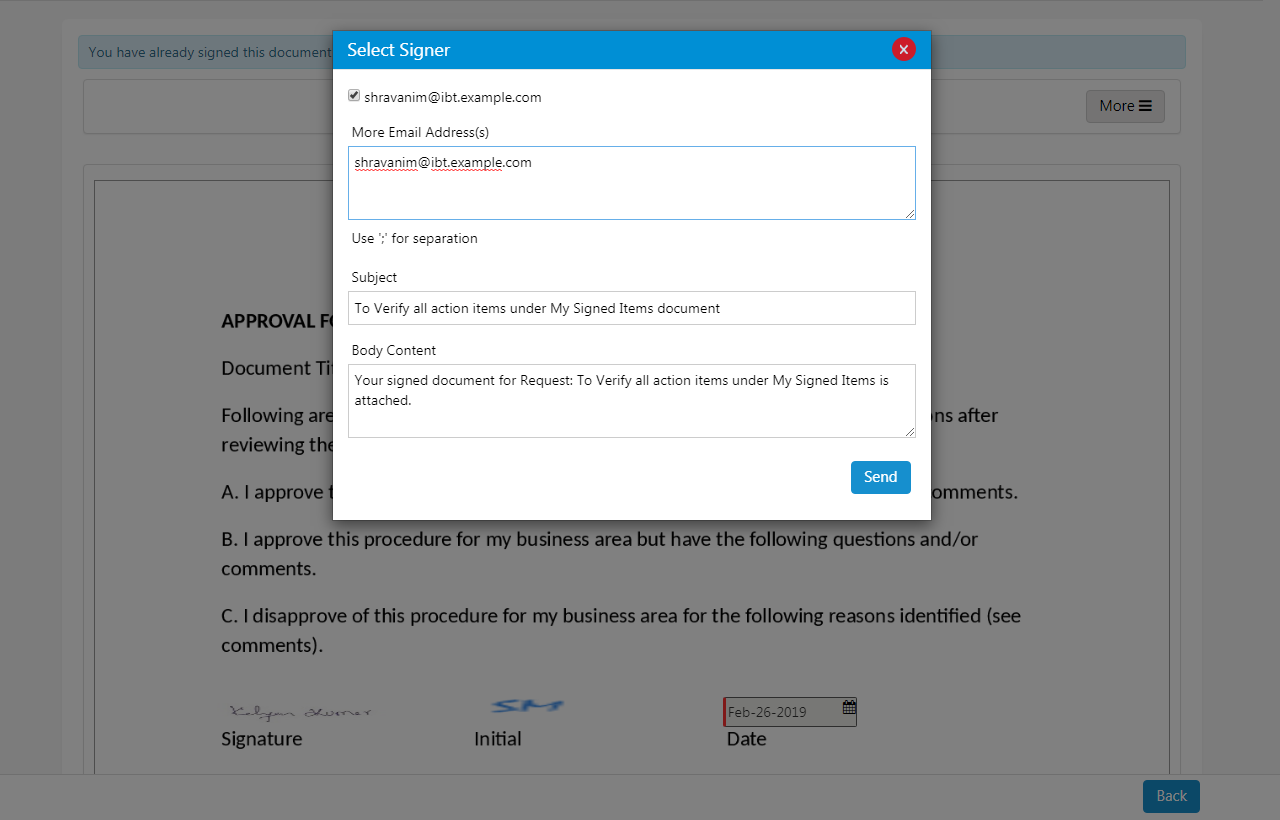 You have already signed this document
Select Signer
shravanim@ibt.example.com
More
More Email Address(s)
shravanim@ibt.example.com
Use ';' for separation
Subject
To Verify all action items under My Signed Items document
Body Content
Your signed document for Request: To Verify all action items under My Signed Items is
attached.
Send
APPROVAL
Document
Following are ns after
reviewing the
A. I approve omments.
B. I approve this procedure for my business area but have the following questions and/or
comments.
C. I disapprove of this procedure for my business area for the following reasons identified (see
comments).
SM
Feb-26-2019
Signature Initial Date
Back